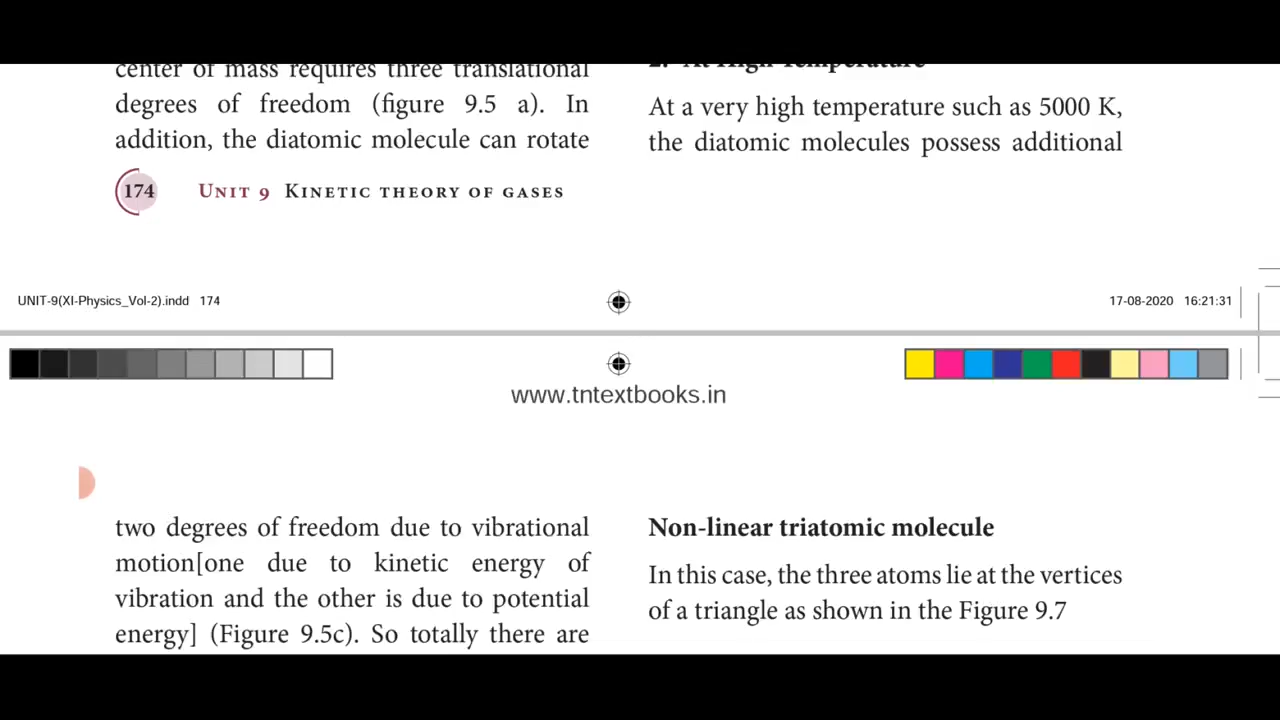 center of mass requires three translational
degrees of freedom (figure 9.5 a). In
addition, the diatomic molecule can rotate
2. At High Temperature
At a very high temperature such as 5000 K,
the diatomic molecules possess additional
174 UNIT 9 KINETIC THEORY OF GASES
UNIT-9(XI-Physics_Vol-2).indd 174
17-08-2020 16:21:31
www.tntextbooks.in
two degrees of freedom due to vibrational
motion[one due to kinetic energy of
vibration and the other is due to potential
energy] (Figure 9.5c). So totally there are
Non-linear triatomic molecule
In this case, the three atoms lie at the vertices
of a triangle as shown in the Figure 9.7